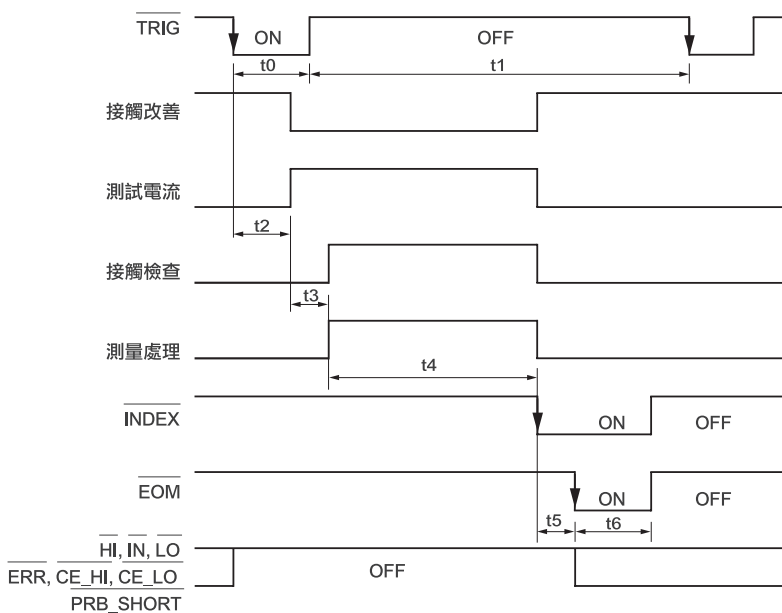 TRIG
ON
OFF
t0
t1
接觸改善
測試電流
t2
接觸檢查
t3
測量處理
t4
INDEX
ON
OFF
EOM
ON
OFF
t5
t6
HI, IN, LO
ERR, CE_HI, CE_LO
OFF
PRB_SHORT